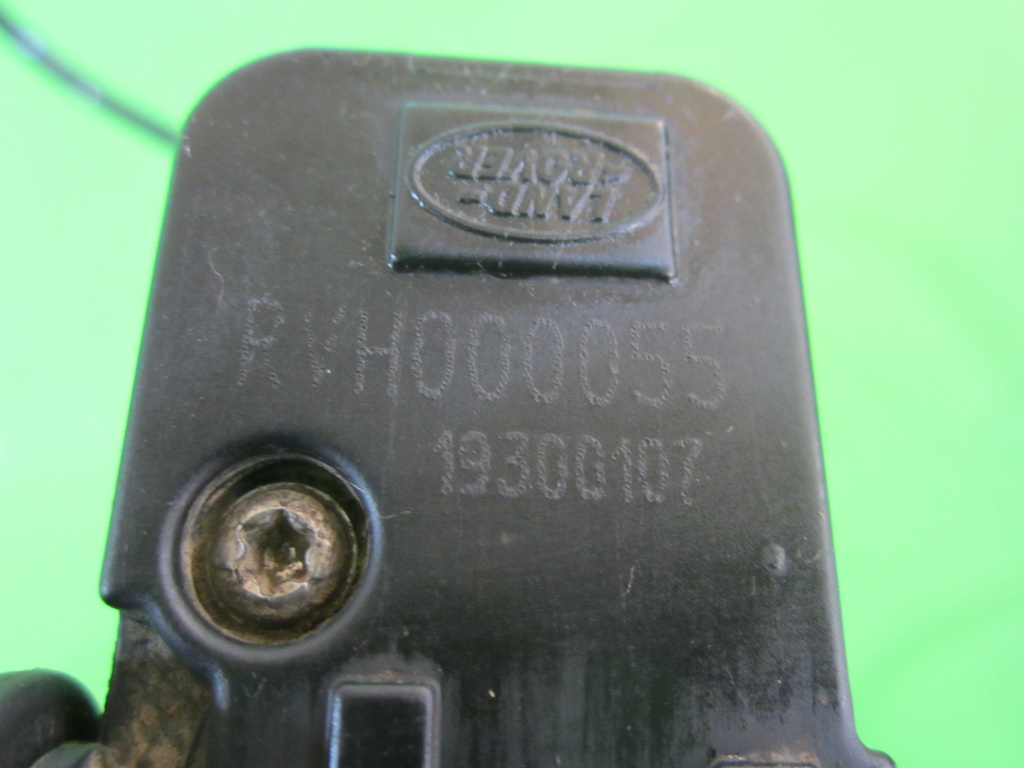 LAND-
-ROVER
RVH000055
19300107